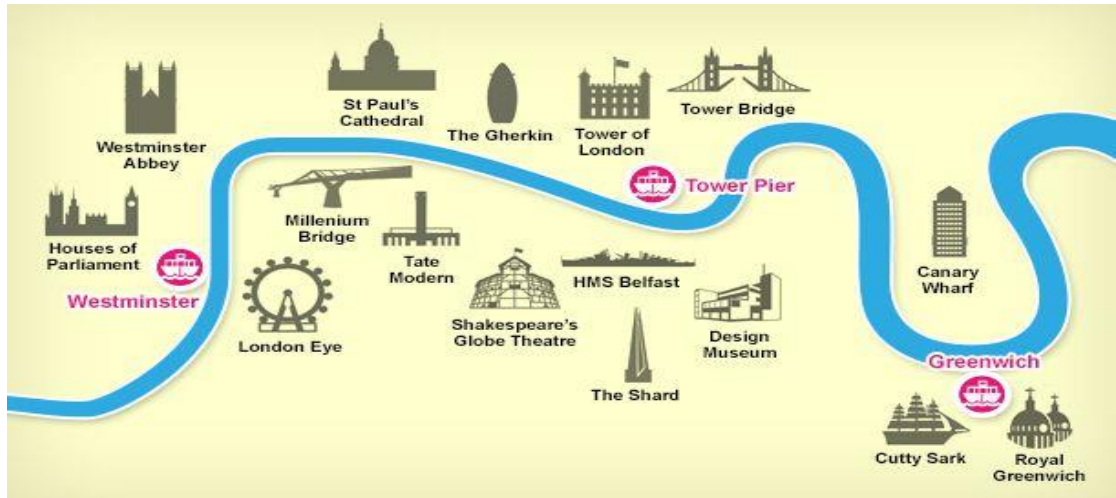 St Paul's
Cathedral
The Gherkin
Tower of
London
Tower Bridge
Westminster
Abbey
Tower Pier
Houses of
Parliament
Westminster
Millenium
Bridge
Tate
Modern
London Eye
Shakespeare's
Globe Theatre
HMS Belfast
The Shard
Design
Museum
Canary
Wharf
Greenwich
Cutty Sark
Royal
Greenwich